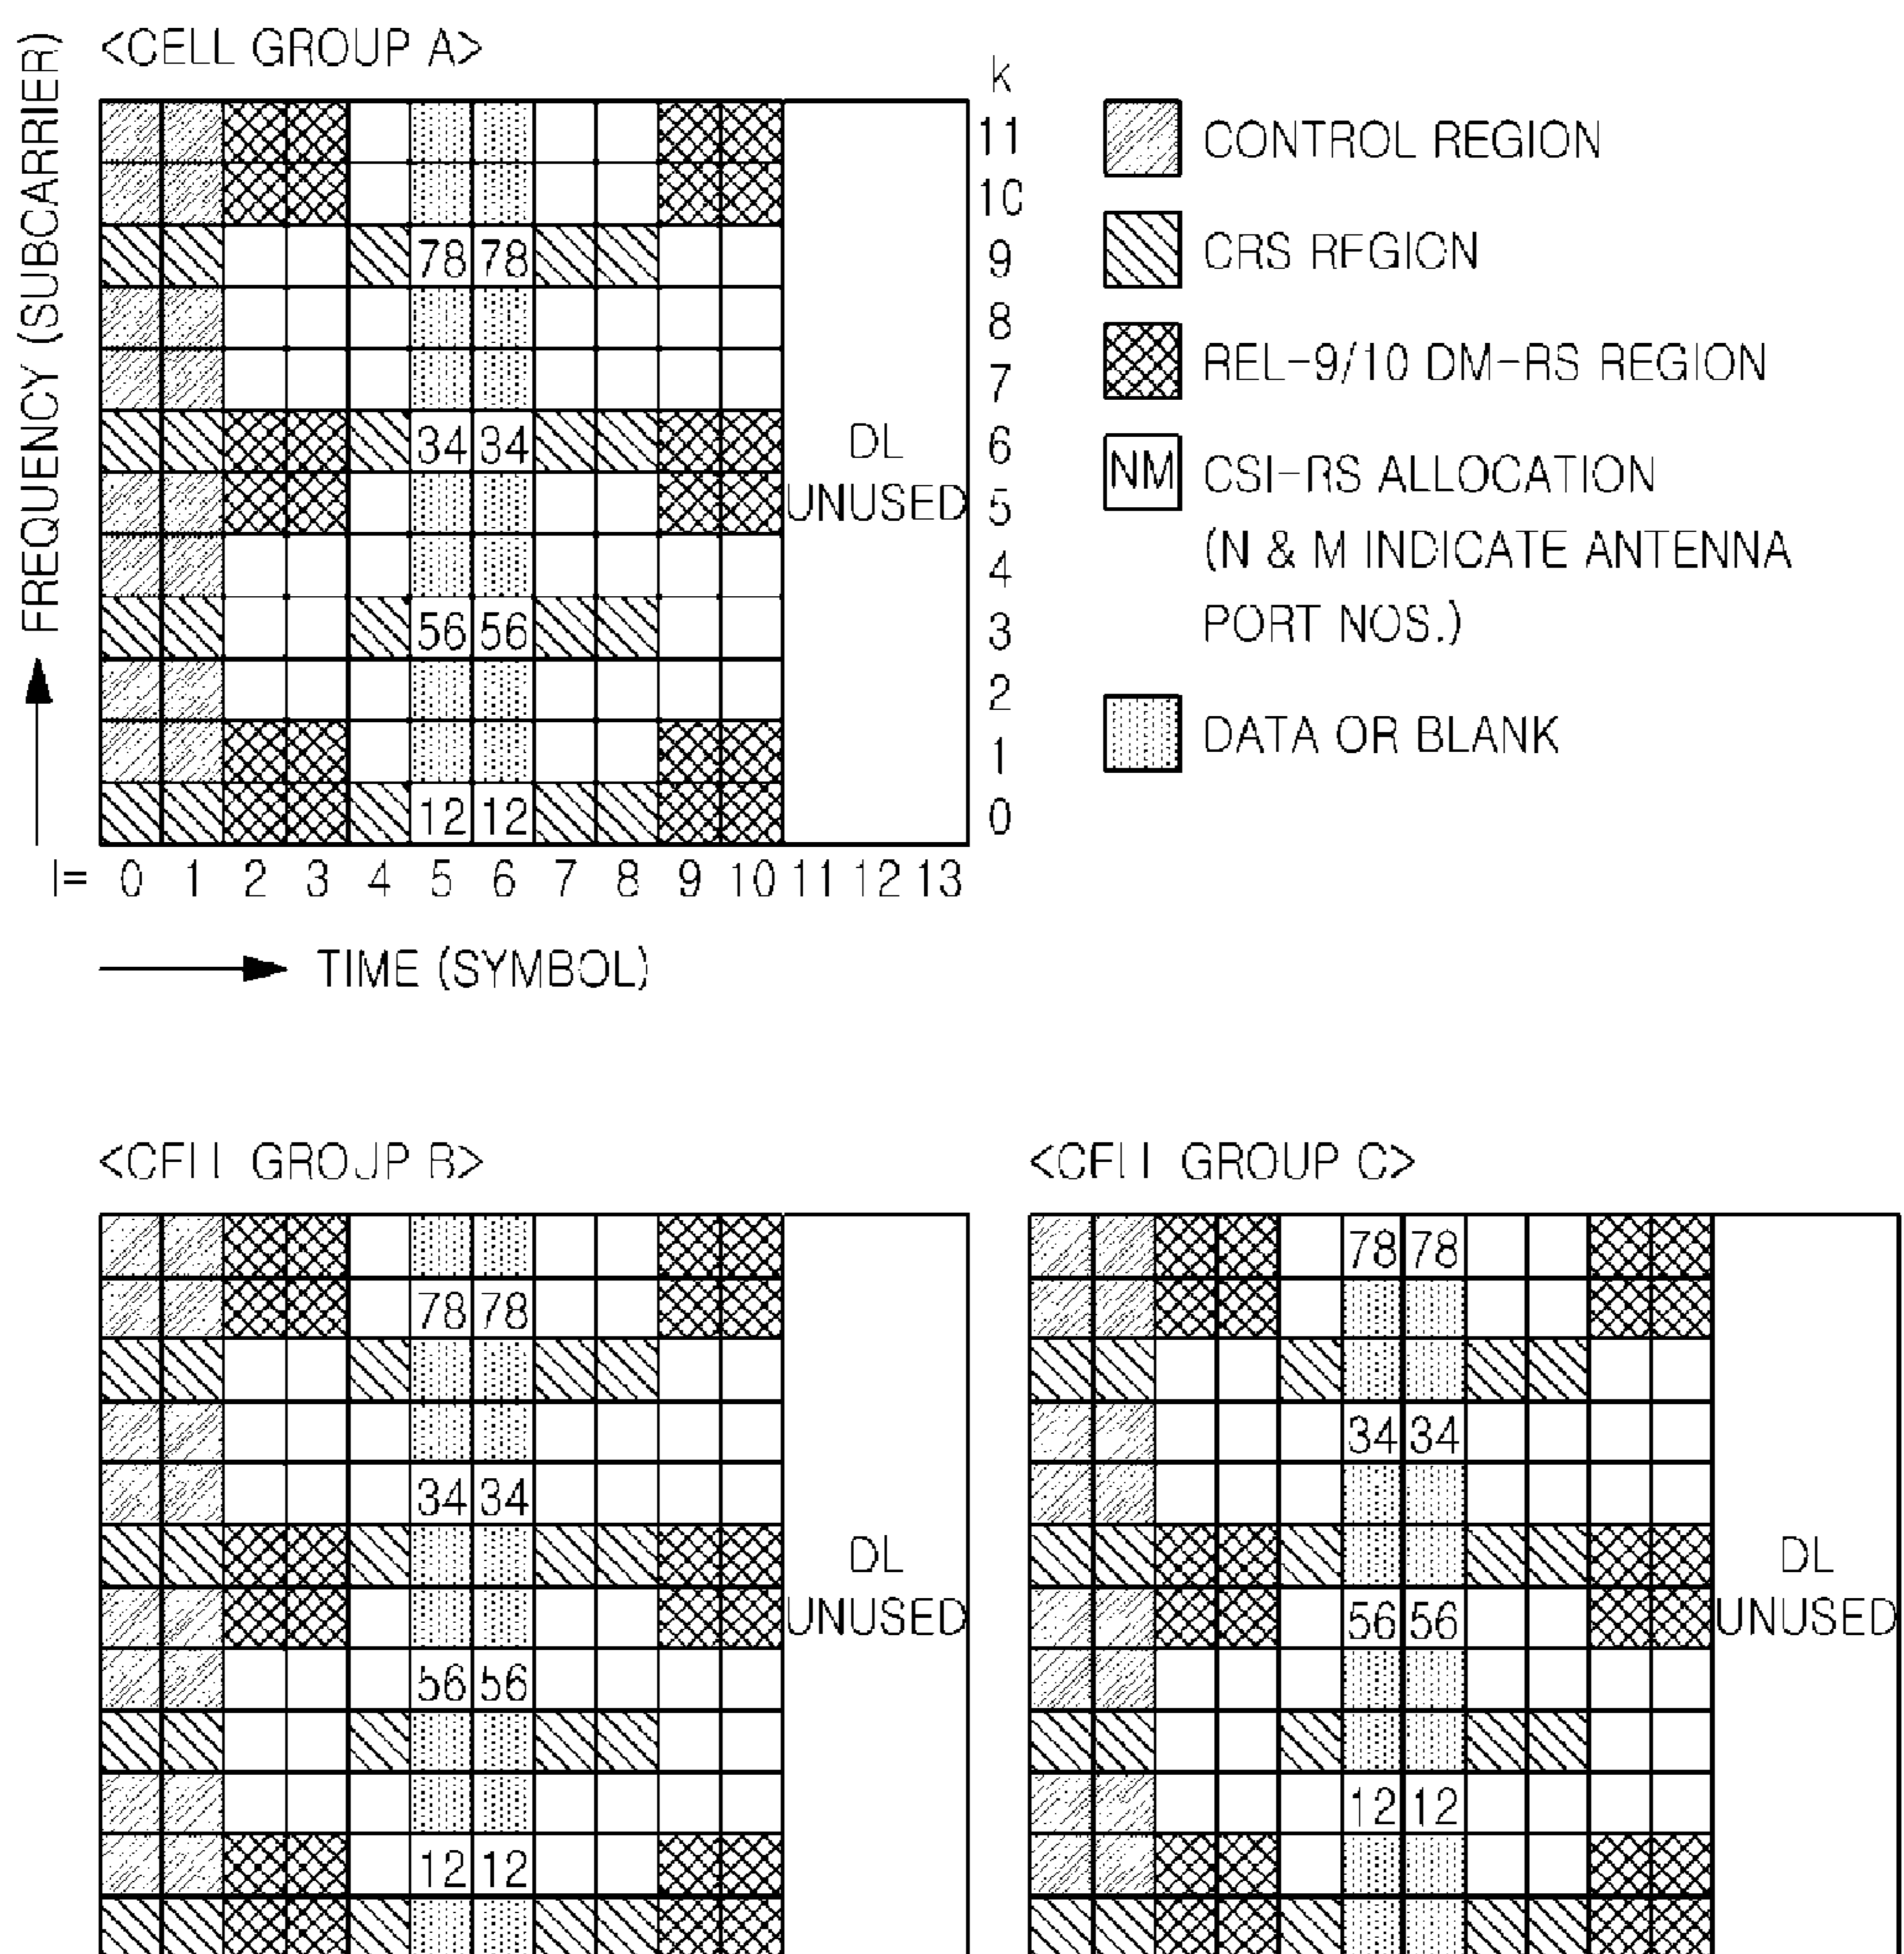 <CELL GROUP A>
FREQUENCY (SUBCARRIER)
k
11
10
78 78 9
8
7
34 34 6
5
4
56 56 3
2
1
12 12 0
DL
UNUSED
l= 0 1 2 3 4 5 6 7 8 9 10 11 12 13
TIME (SYMBOL)
CONTROL REGION
CRS REGION
REL-9/10 DM-RS REGION
NM CSI-RS ALLOCATION
(N & M INDICATE ANTENNA
PORT NOS.)
DATA OR BLANK
<CELL GROUP B>
78 78
34 34
56 56
12 12
DL
UNUSED
<CELL GROUP C>
78 78
34 34
56 56
12 12
DL
UNUSED